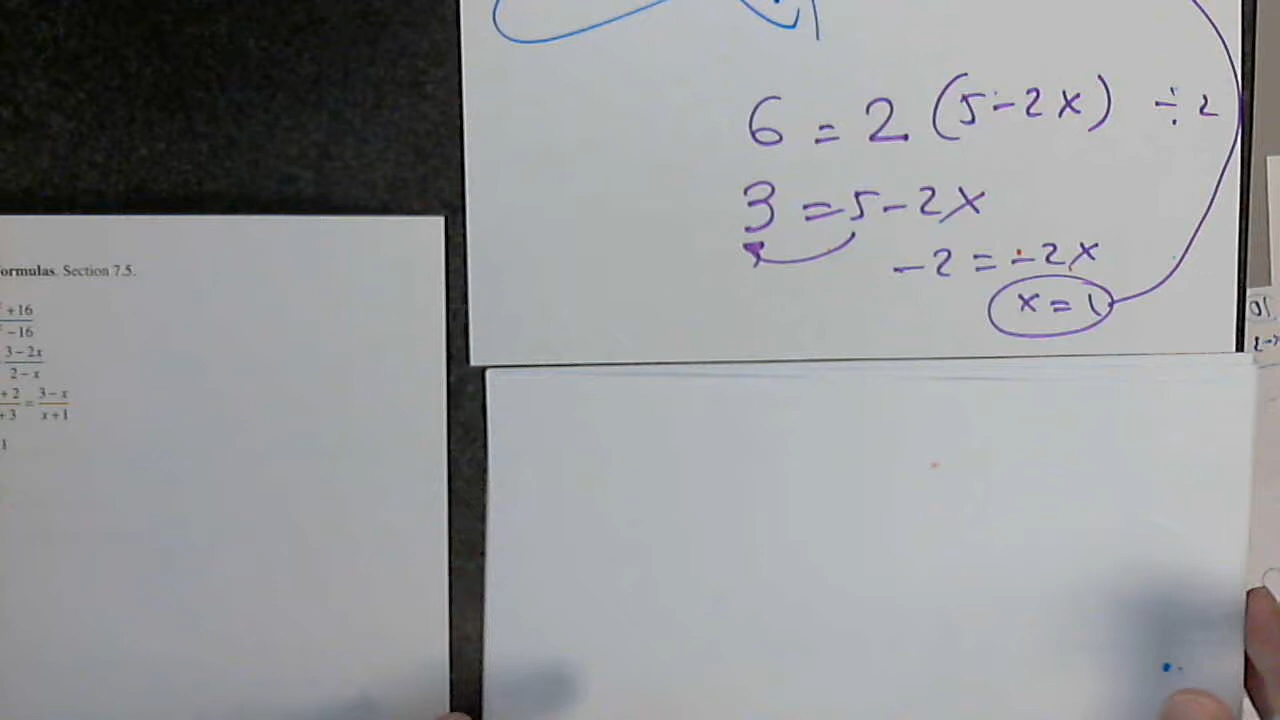 6 = 2 (5-2x) ÷ 2
3 = 5-2x
-2 = -2x
x = 1
ormulas. Section 7.5.
+16
-16
3-2x
2-x
+2
+3
=
3-x
x+1
1